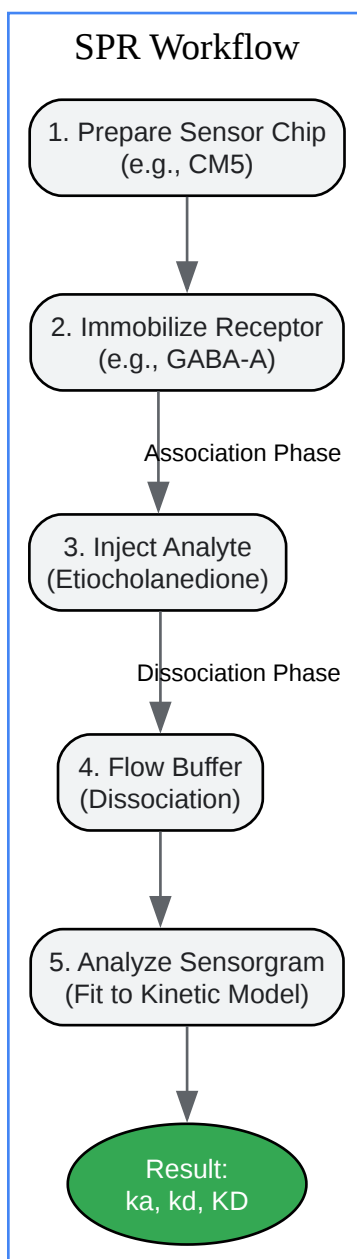 SPR Workflow
1. Prepare Sensor Chip
(e.g., CM5)
2. Immobilize Receptor
(e.g., GABA-A)
Association Phase
3. Inject Analyte
(Etiocholanedione)
Dissociation Phase
4. Flow Buffer
(Dissociation)
5. Analyze Sensorgram
(Fit to Kinetic Model)
Result:
ka, kd, KD